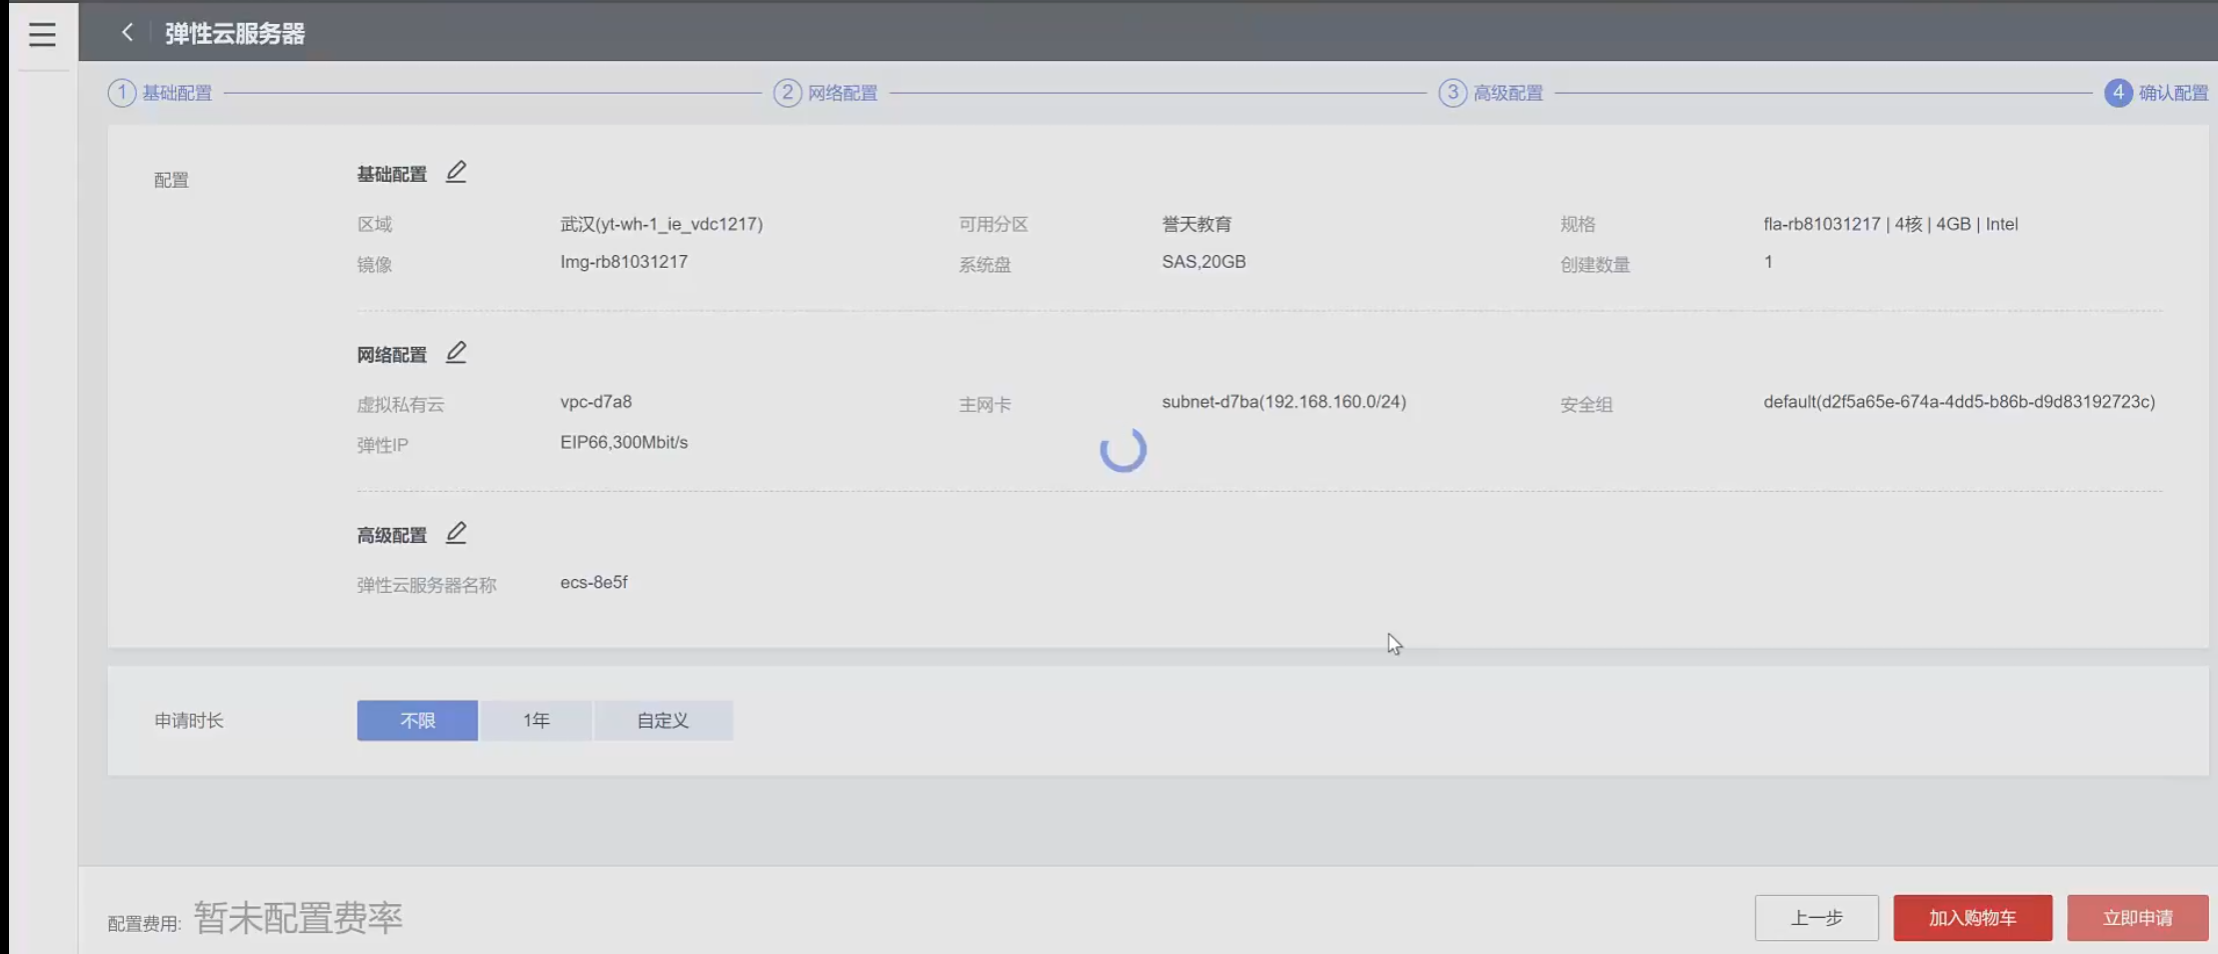 弹性云服务器
1 基础配置 2 网络配置 3 高级配置 4 确认配置
配置
基础配置
区域 武汉(yt-wh-1_ie_vdc1217) 可用分区 誉天教育 规格 fla-rb81031217 | 4核 | 4GB | Intel
镜像 Img-rb81031217 系统盘 SAS,20GB 创建数量 1
网络配置
虚拟私有云 vpc-d7a8 主网卡 subnet-d7ba(192.168.160.0/24) 安全组 default(d2f5a65e-674a-4dd5-b86b-d9d83192723c)
弹性IP EIP66,300Mbit/s
高级配置
弹性云服务器名称 ecs-8e5f
申请时长 不限 1年 自定义
配置费用: 暂未配置费率 上一步 加入购物车 立即申请